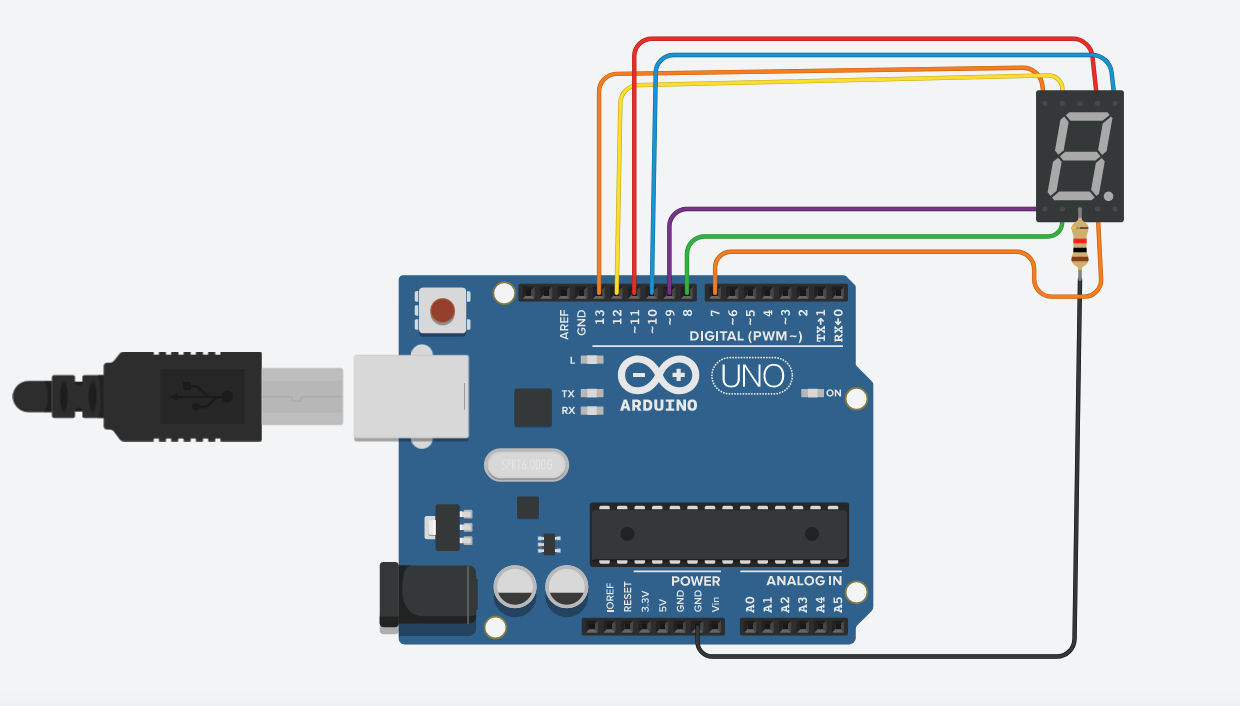 AREF
GND
13
12
~11
~10
~9
8
7
~6
~5
4
~3
2
TX→1
RX←0
DIGITAL (PWM~)
L
TX
RX
ARDUINO
UNO
ON
SPK16.000G
POWER
ANALOG IN
IOREF
RESET
3.3V
5V
GND
GND
Vin
A0
A1
A2
A3
A4
A5